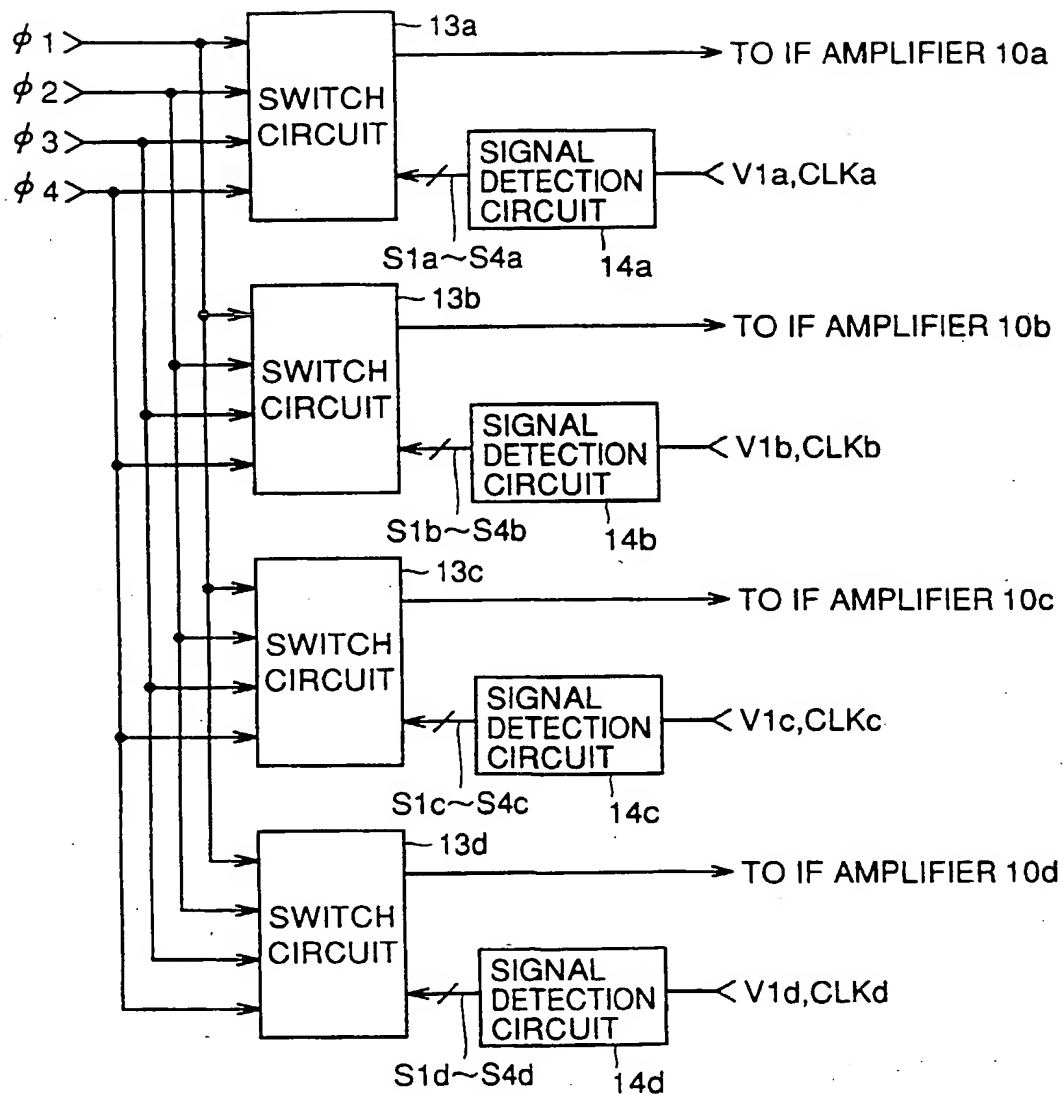 13a
φ1
TO IF AMPLIFIER 10a
φ2
SWITCH
CIRCUIT
φ3
SIGNAL
DETECTION
CIRCUIT
V1a,CLKa
φ4
S1a~S4a
14a
13b
TO IF AMPLIFIER 10b
SWITCH
CIRCUIT
SIGNAL
DETECTION
CIRCUIT
V1b,CLKb
S1b~S4b
14b
13c
TO IF AMPLIFIER 10c
SWITCH
CIRCUIT
SIGNAL
DETECTION
CIRCUIT
V1c,CLKc
S1c~S4c
14c
13d
TO IF AMPLIFIER 10d
SWITCH
CIRCUIT
SIGNAL
DETECTION
CIRCUIT
V1d,CLKd
S1d~S4d
14d